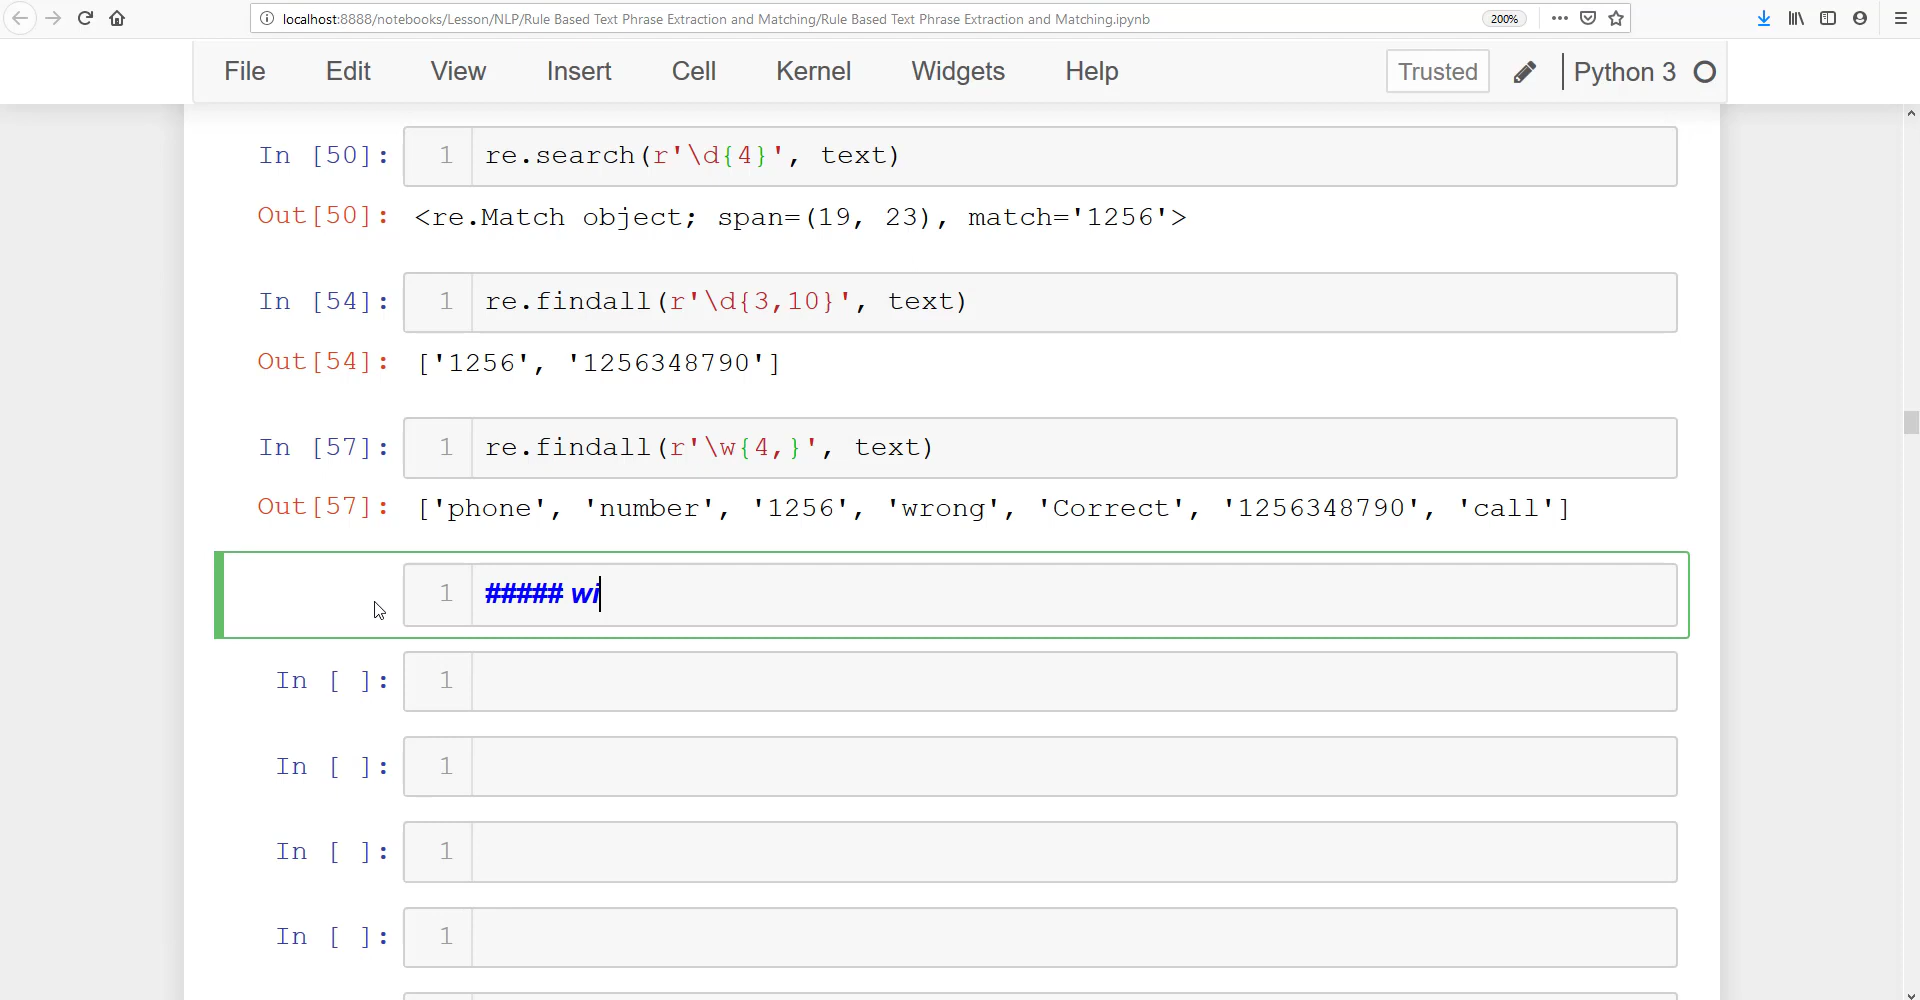 localhost:8888/notebooks/Lesson/NLP/Rule Based Text Phrase Extraction and Matching/Rule Based Text Phrase Extraction and Matching.ipynb 200%
File Edit View Insert Cell Kernel Widgets Help Trusted Python 3
In [50]: 1 re.search(r'\d{4}', text)
Out[50]: <re.Match object; span=(19, 23), match='1256'>
In [54]: 1 re.findall(r'\d{3,10}', text)
Out[54]: ['1256', '1256348790']
In [57]: 1 re.findall(r'\w{4,}', text)
Out[57]: ['phone', 'number', '1256', 'wrong', 'Correct', '1256348790', 'call']
1 ##### wi
In [ ]: 1
In [ ]: 1
In [ ]: 1
In [ ]: 1